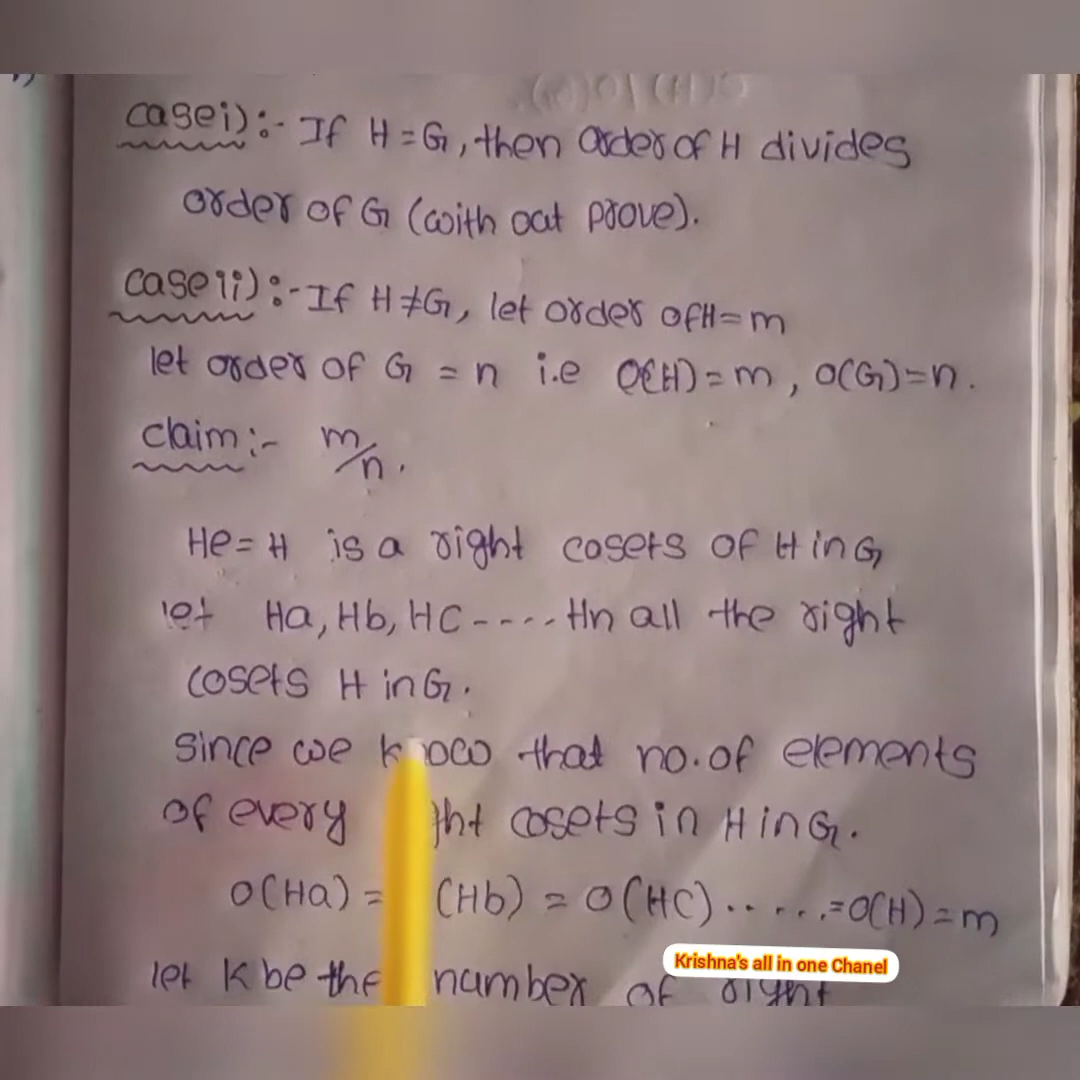 case i) :- If H = G, then order of H divides
order of G (with out prove).
case ii) :- If H ≠ G, let order of H = m
let order of G = n i.e O(H) = m, O(G) = n.
claim :- m/n.
He = H is a right cosets of H in G
let Ha, Hb, HC ---- Hn all the right
cosets H in G.
since we know that no. of elements
of every ght cosets in H in G.
O(Ha) = (Hb) = O(HC) ...... = O(H) = m
let K be the number of right
Krishna's all in one Chanel